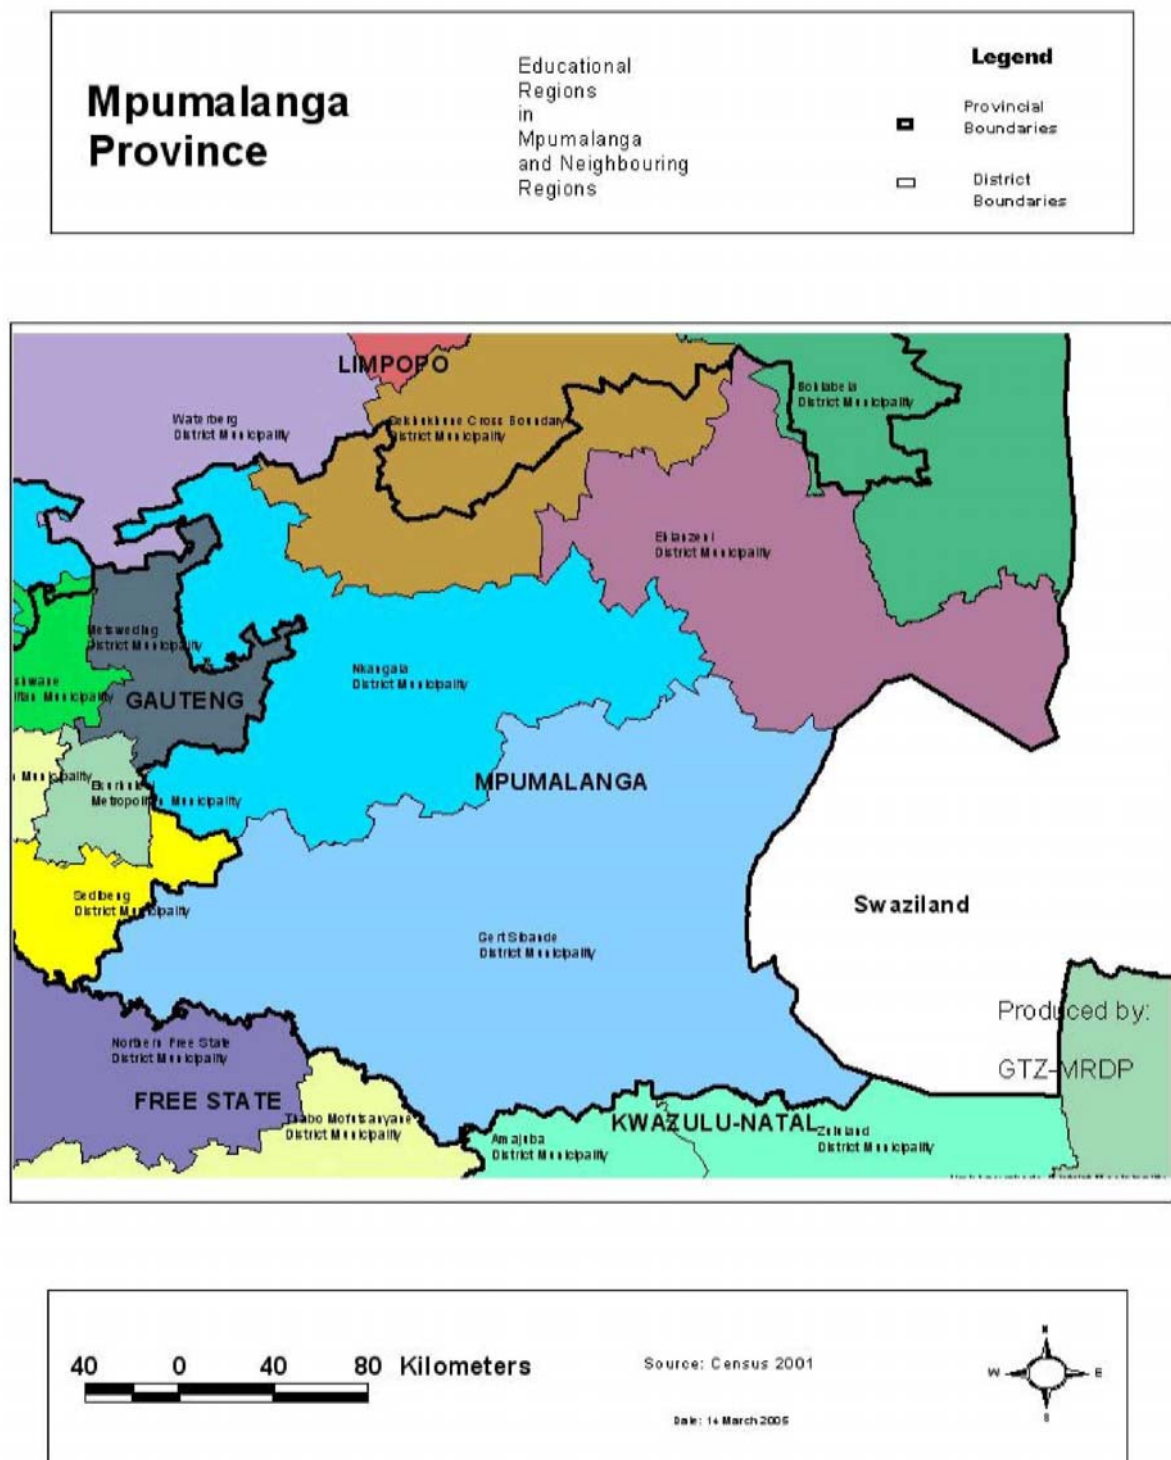 Mpumalanga
Province
Educational
Regions
in
Mpumalanga
and Neighbouring
Regions
Legend
Provincial
Boundaries
District
Boundaries
LIMPOPO
Waterberg
District Municipality
Cross Boundary
District Municipality
Bohlabela
District Municipality
Ehlanzeni
District Municipality
Metsweding
District Municipality
Nkangala
District Municipality
Municipality
GAUTENG
MPUMALANGA
Municipality
Ekurhuleni
Metropolitan Municipality
Sedibeng
District Municipality
Swaziland
Gert Sibande
District Municipality
Produced by:
GTZ-MRDP
Northern Free State
District Municipality
FREE STATE
Thabo Mofutsanyane
District Municipality
KWAZULU-NATAL
Amajuba
District Municipality
Zululand
District Municipality
40 0 40 80 Kilometers
Source: Census 2001
Date: 14 March 2005
N
W E
S